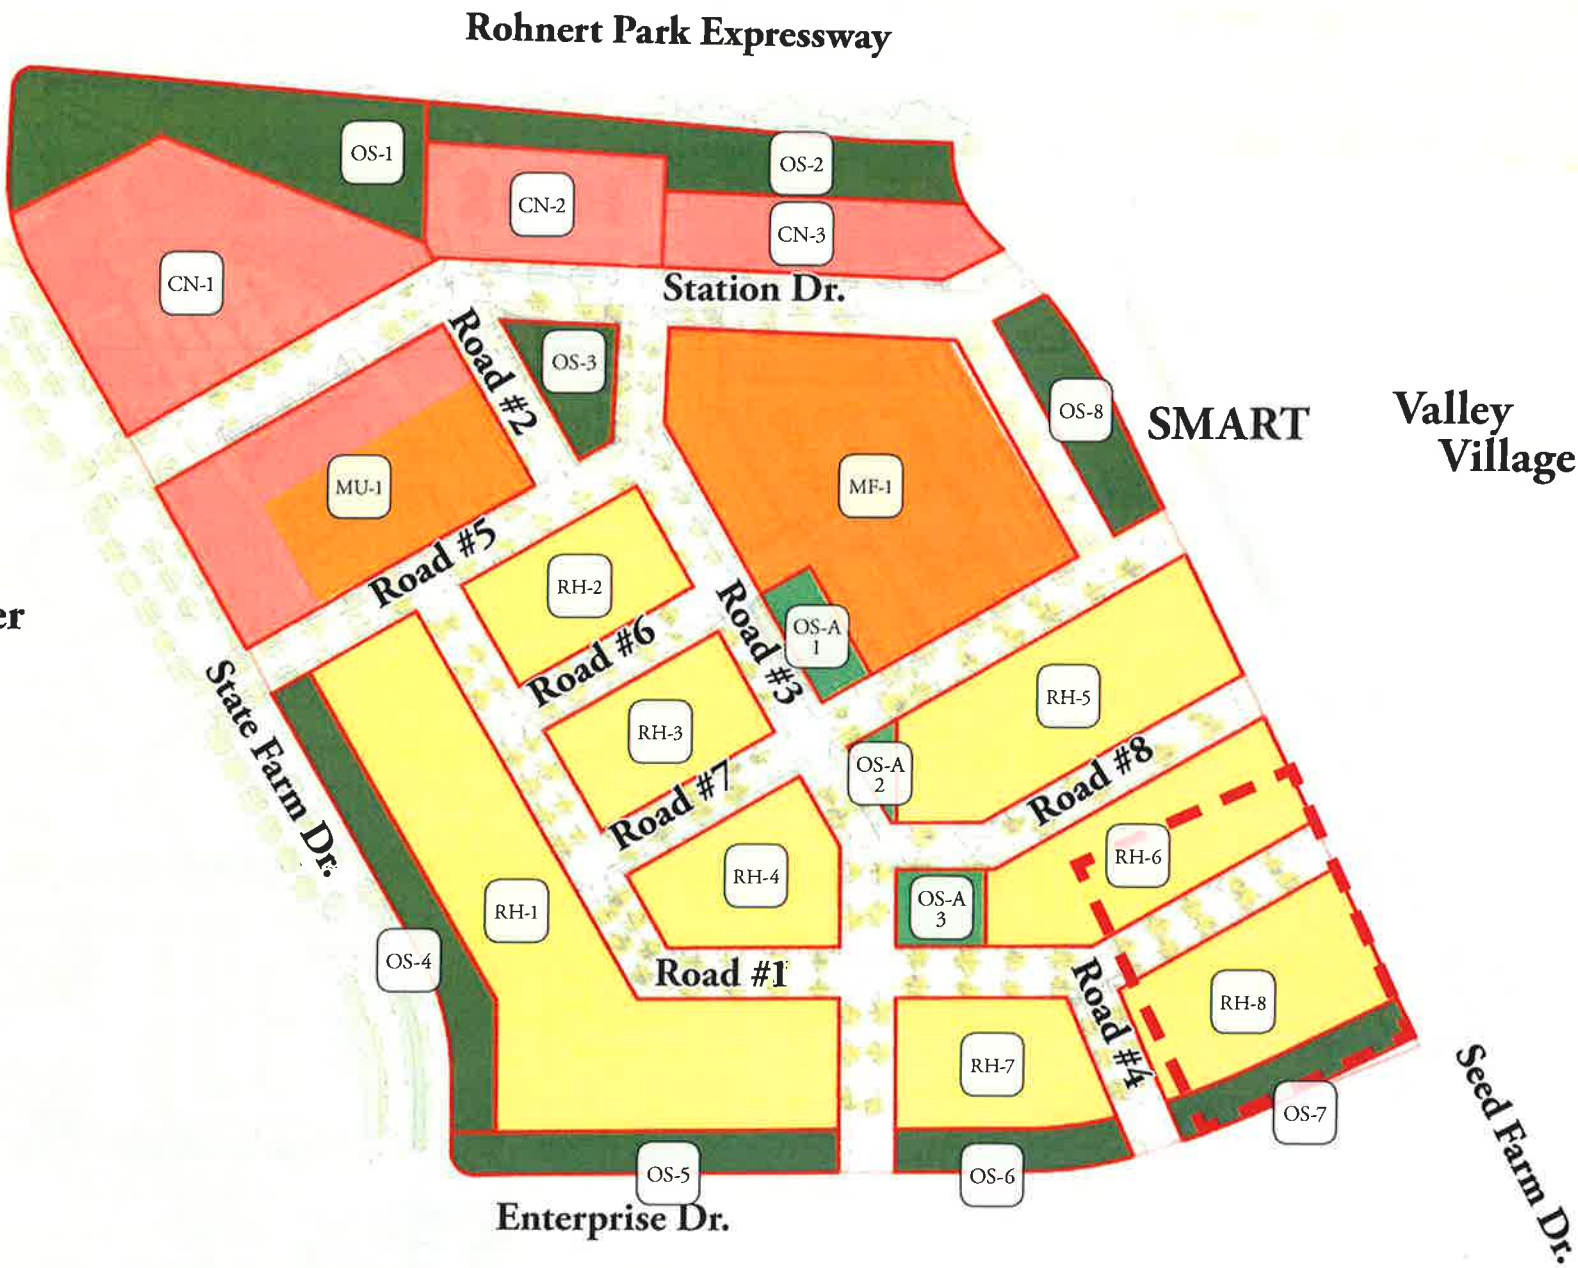 Rohnert Park Expressway
OS-1
OS-2
CN-2
CN-3
CN-1
Station Dr.
Road #2
OS-3
OS-8
SMART
Valley
Village
MU-1
MF-1
Road #5
RH-2
Road #6
Road #3
OS-A
1
er
State Farm Dr.
RH-3
RH-5
Road #7
OS-A
2
Road #8
RH-4
RH-6
RH-1
OS-A
3
OS-4
Road #1
Road #4
RH-8
RH-7
OS-7
Seed Farm Dr.
OS-5
OS-6
Enterprise Dr.